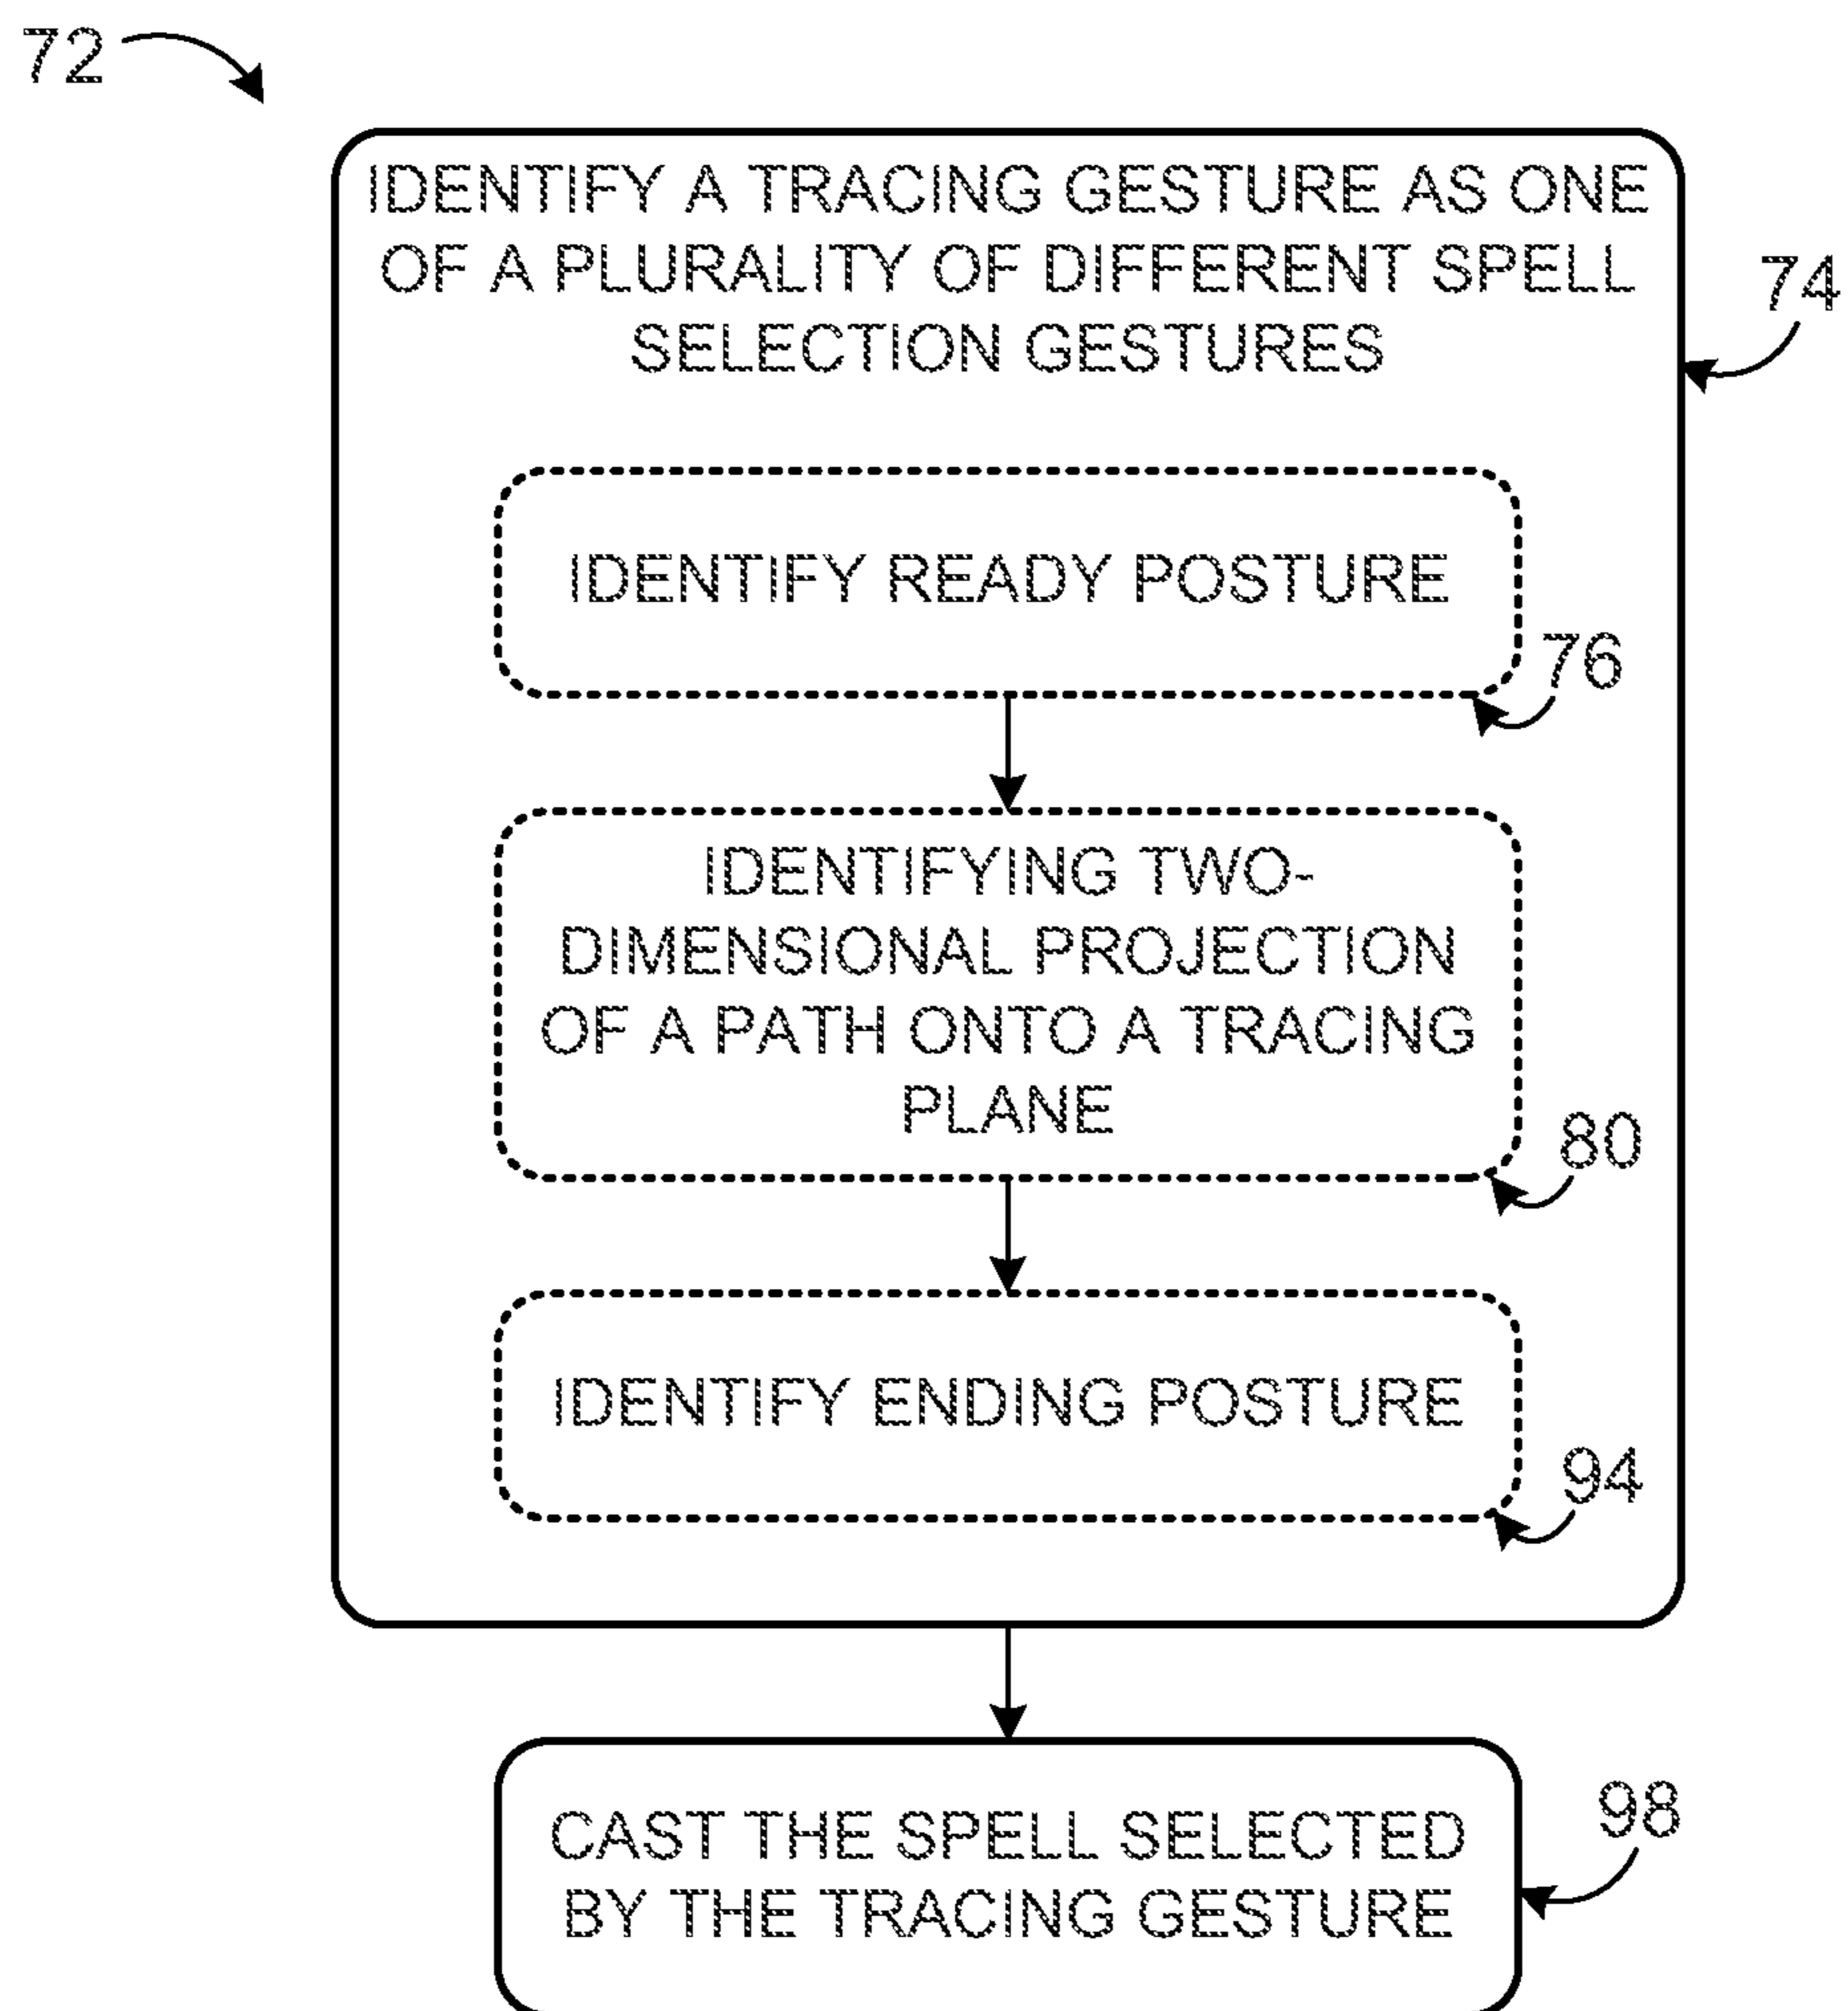 72
IDENTIFY A TRACING GESTURE AS ONE
OF A PLURALITY OF DIFFERENT SPELL
SELECTION GESTURES
74
IDENTIFY READY POSTURE
76
IDENTIFYING TWO-
DIMENSIONAL PROJECTION
OF A PATH ONTO A TRACING
PLANE
80
IDENTIFY ENDING POSTURE
94
CAST THE SPELL SELECTED
BY THE TRACING GESTURE
98